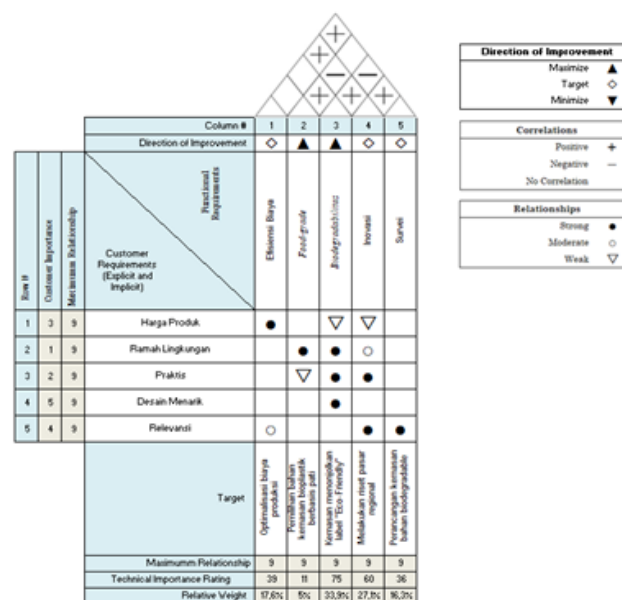 Direction of Improvement
Maximize ▲
Target ◇
Minimize ▼
Correlations
Positive +
Negative −
No Correlation
Relationships
Strong ●
Moderate ○
Weak ▽
+
+
− −
+ + +
Column # 1 2 3 4 5
Direction of Improvement ◇ ▲ ▲ ◇ ◇
Row #
Customer Importance
Maximum Relationship
Customer
Requirements
(Explicit and
Implicit)
Functional
Requirements
Efisiensi Biaya
Food-grade
Biodegradabilitas
Inovasi
Survei
1 3 9 Harga Produk ● ▽ ▽
2 1 9 Ramah Lingkungan ● ● ○
3 2 9 Praktis ▽ ● ●
4 5 9 Desain Menarik ●
5 4 9 Relevansi ○ ● ●
Target
Optimalisasi biaya
produksi
Pemilihan bahan
kemasan bioplastik
berbasis pati
Kemasan menonjolkan
label "Eco-Friendly"
Melakukan riset pasar
regional
Perancangan kemasan
bahan biodegradable
Maximumm Relationship 9 9 9 9 9
Technical Importance Rating 39 11 75 60 36
Relative Weight 17,6% 5% 33,9% 27,1% 16,3%